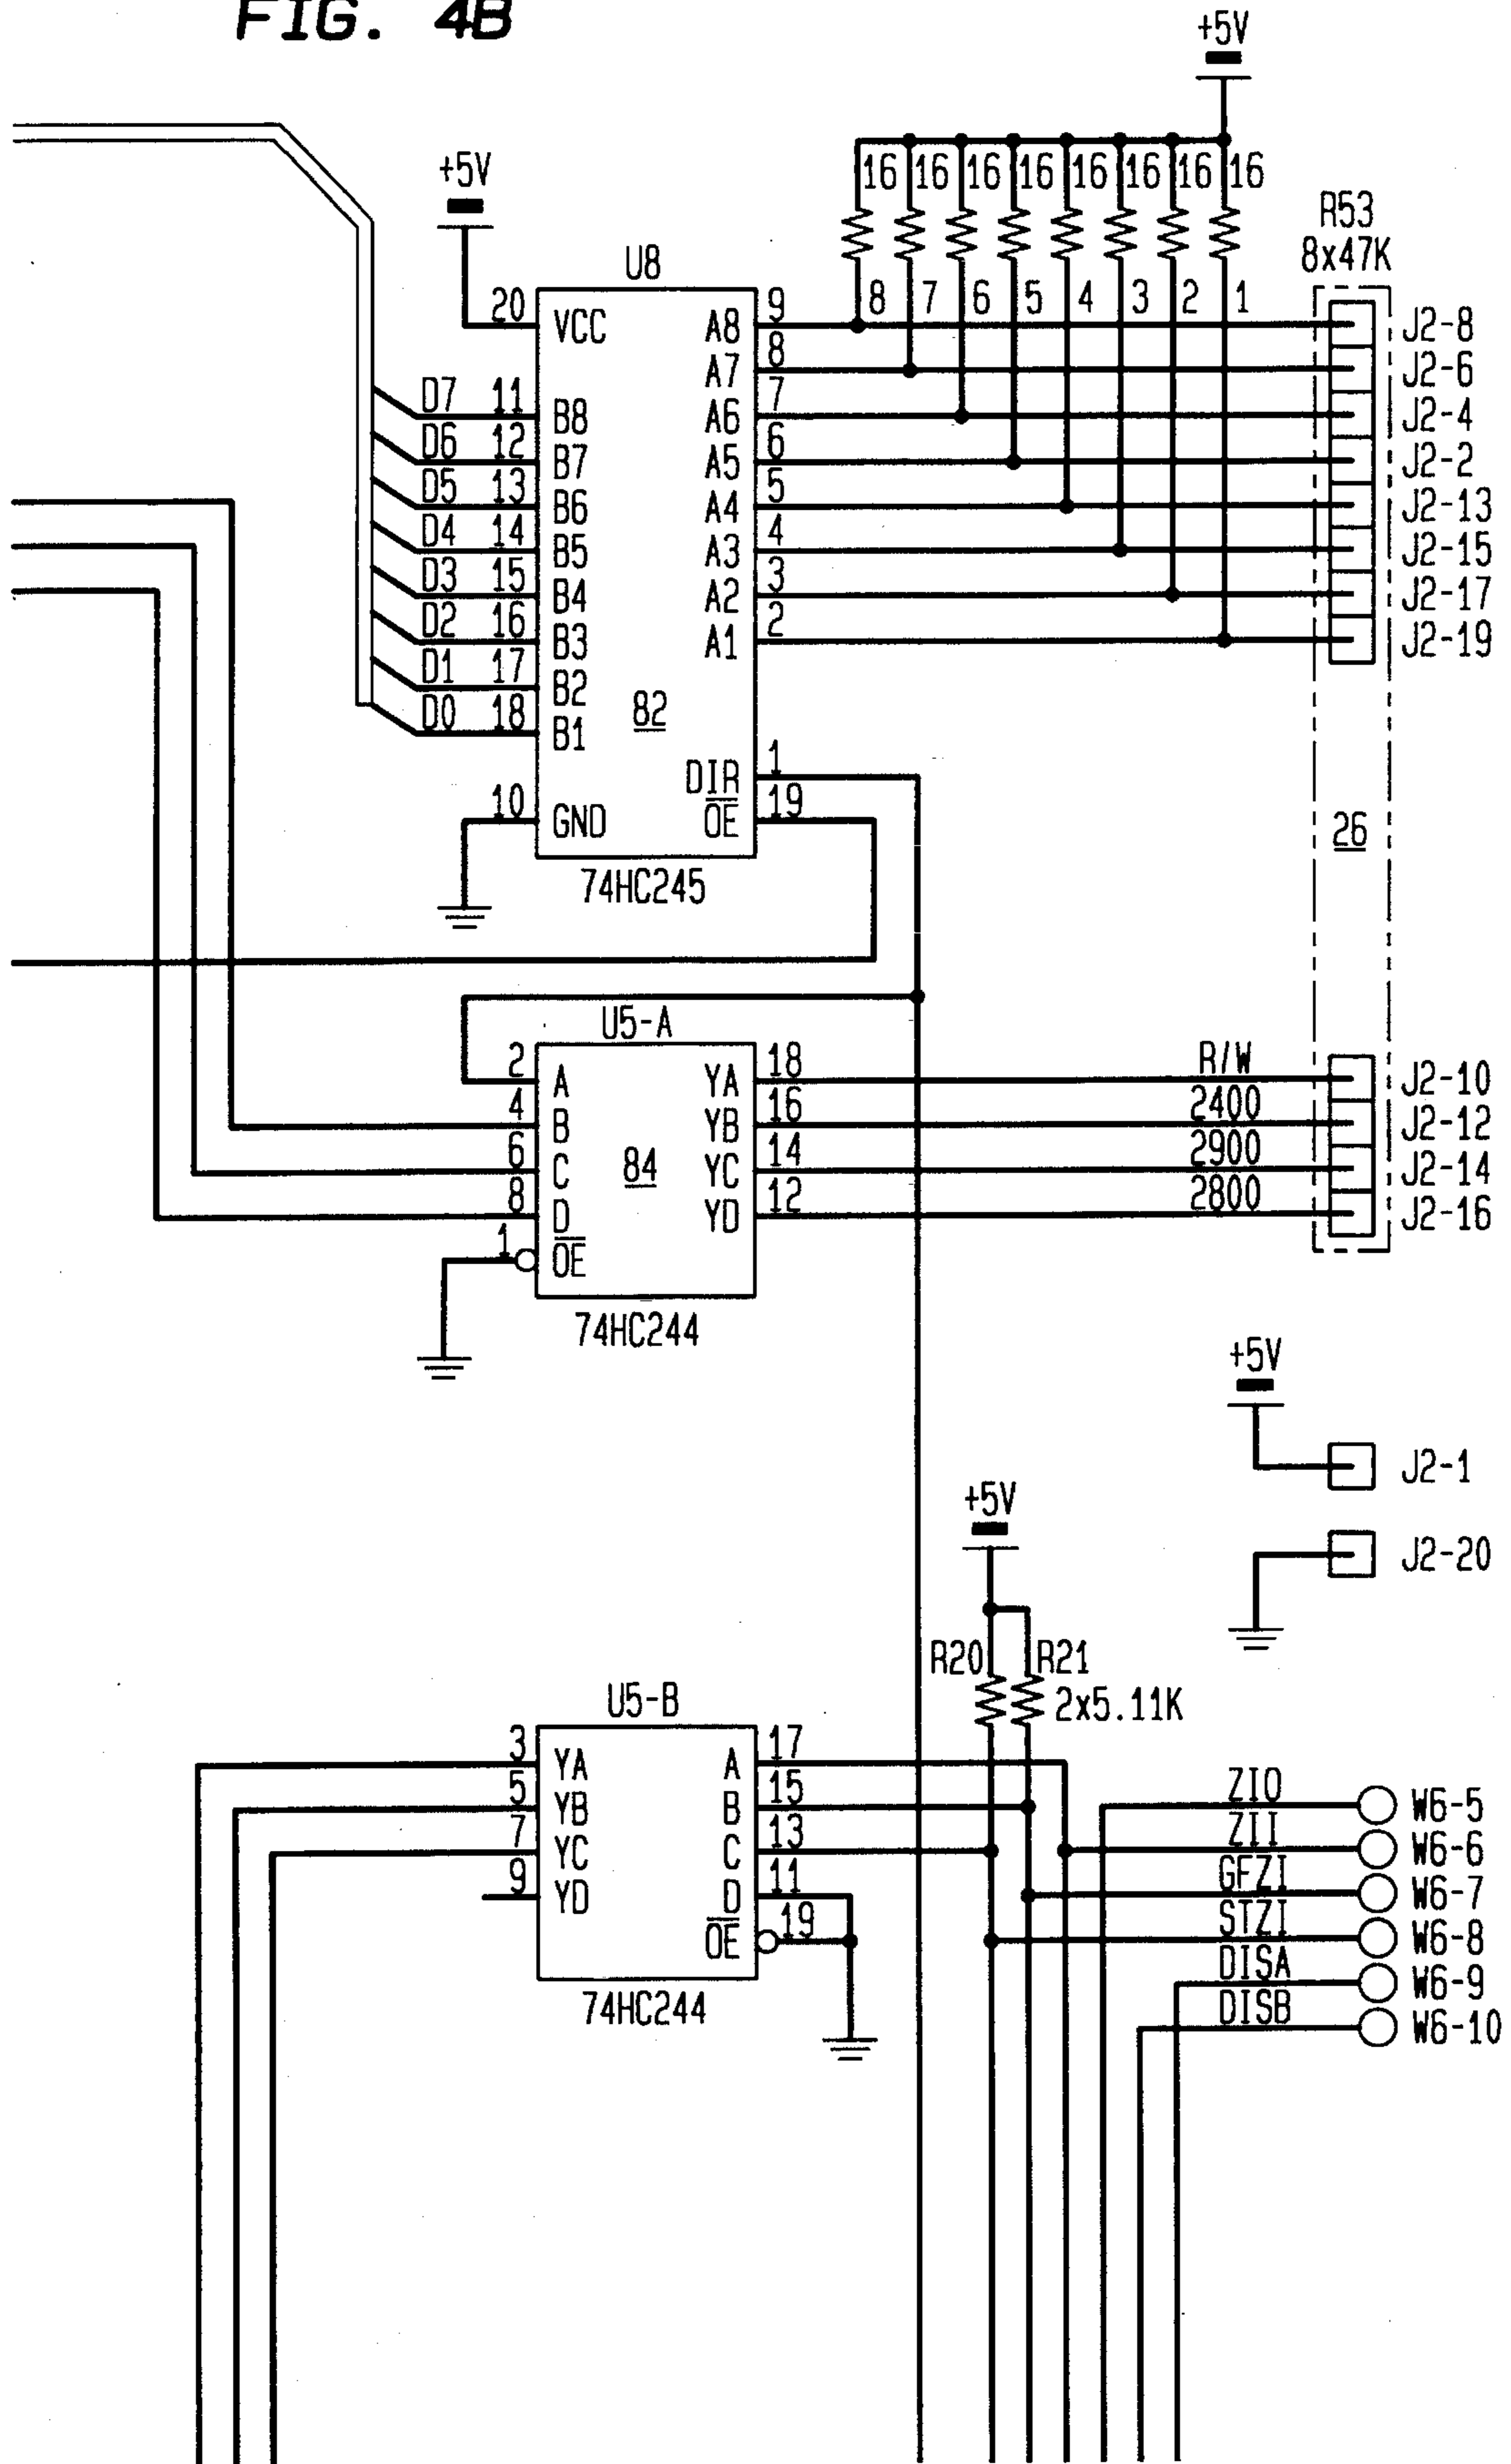 FIG. 4B
+5V
+5V
16 16 16 16 16 16 16 16
R53
8x47K
U8
8 7 6 5 4 3 2 1
20 VCC A8 9 J2-8
A7 8 J2-6
D7 11 B8 A6 7 J2-4
D6 12 B7 A5 6 J2-2
D5 13 B6 A4 5 J2-13
D4 14 B5 A3 4 J2-15
D3 15 B4 A2 3 J2-17
D2 16 B3 A1 2 J2-19
D1 17 B2
D0 18 B1
82
DIR 1
10 GND OE 19
26
74HC245
U5-A
2 A YA 18 R/W J2-10
4 B YB 16 2400 J2-12
6 C 84 YC 14 2900 J2-14
8 D YD 12 2800 J2-16
1 OE
74HC244
+5V
J2-1
+5V
J2-20
R20 R21
2x5.11K
U5-B
3 YA A 17
5 YB B 15 ZIO W6-5
7 YC C 13 ZII W6-6
9 YD D 11 GFZI W6-7
OE 19 STZI W6-8
DISA W6-9
DISB W6-10
74HC244